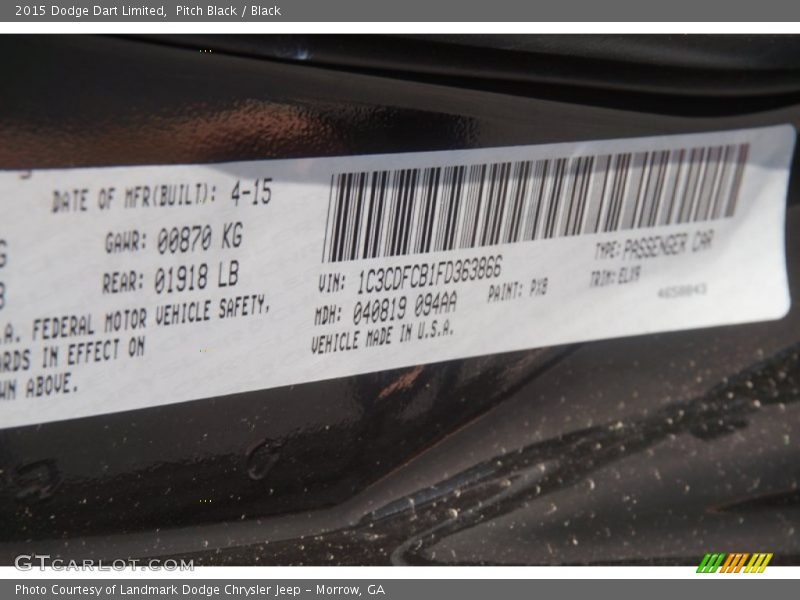 2015 Dodge Dart Limited, Pitch Black / Black
DATE OF MFR(BUILT): 4-15
GAWR: 00870 KG
REAR: 01918 LB
.A. FEDERAL MOTOR VEHICLE SAFETY,
ARDS IN EFFECT ON
WN ABOVE.
VIN: 1C3CDFCB1FD363866
TYPE: PASSENGER CAR
MDH: 040819 094AA
PAINT: PX8
TRIM: ELX9
VEHICLE MADE IN U.S.A.
GTCARLOT.COM
Photo Courtesy of Landmark Dodge Chrysler Jeep - Morrow, GA